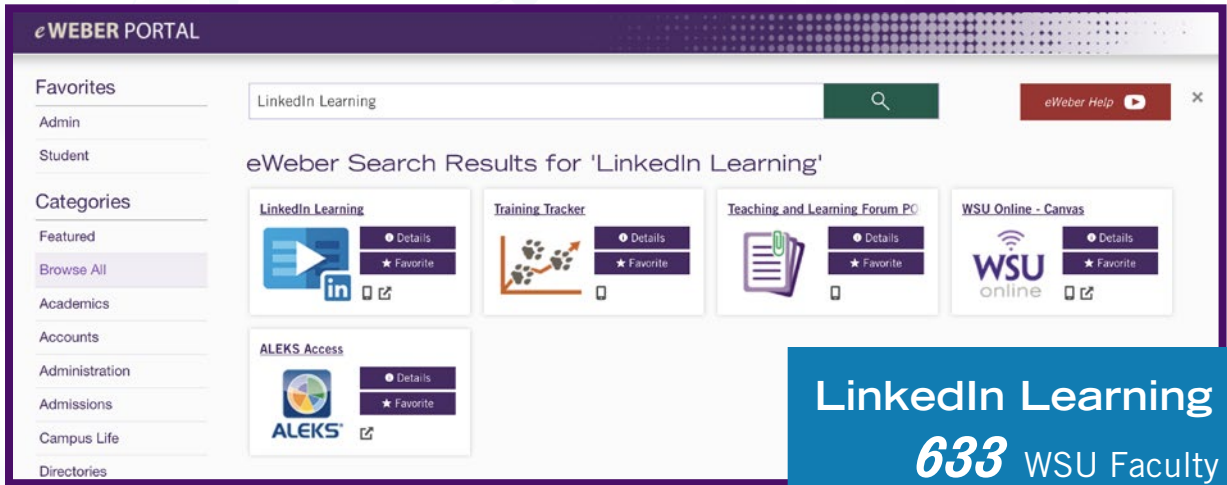 eWEBER PORTAL
Favorites
Admin
Student
Categories
Featured
Browse All
Academics
Accounts
Administration
Admissions
Campus Life
Directories
LinkedIn Learning
eWeber Help
×
eWeber Search Results for 'LinkedIn Learning'
LinkedIn Learning
Details
★ Favorite
in
Training Tracker
Details
★ Favorite
Teaching and Learning Forum PO
Details
★ Favorite
WSU Online - Canvas
WSU
online
Details
★ Favorite
ALEKS Access
ALEKS
Details
★ Favorite
LinkedIn Learning
633 WSU Faculty